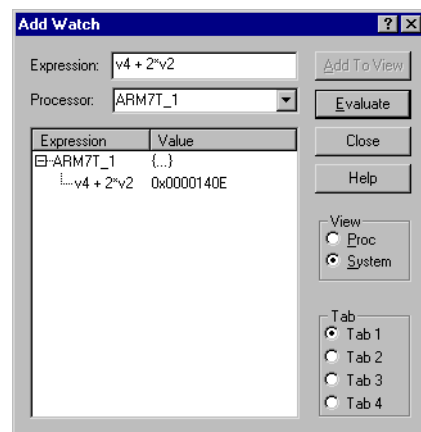 Add Watch
Expression: v4 + 2*v2
Add To View
Processor: ARM7T_1
Evaluate
Expression Value
ARM7T_1 {...}
v4 + 2*v2 0x0000140E
Close
Help
View
Proc
System
Tab
Tab 1
Tab 2
Tab 3
Tab 4